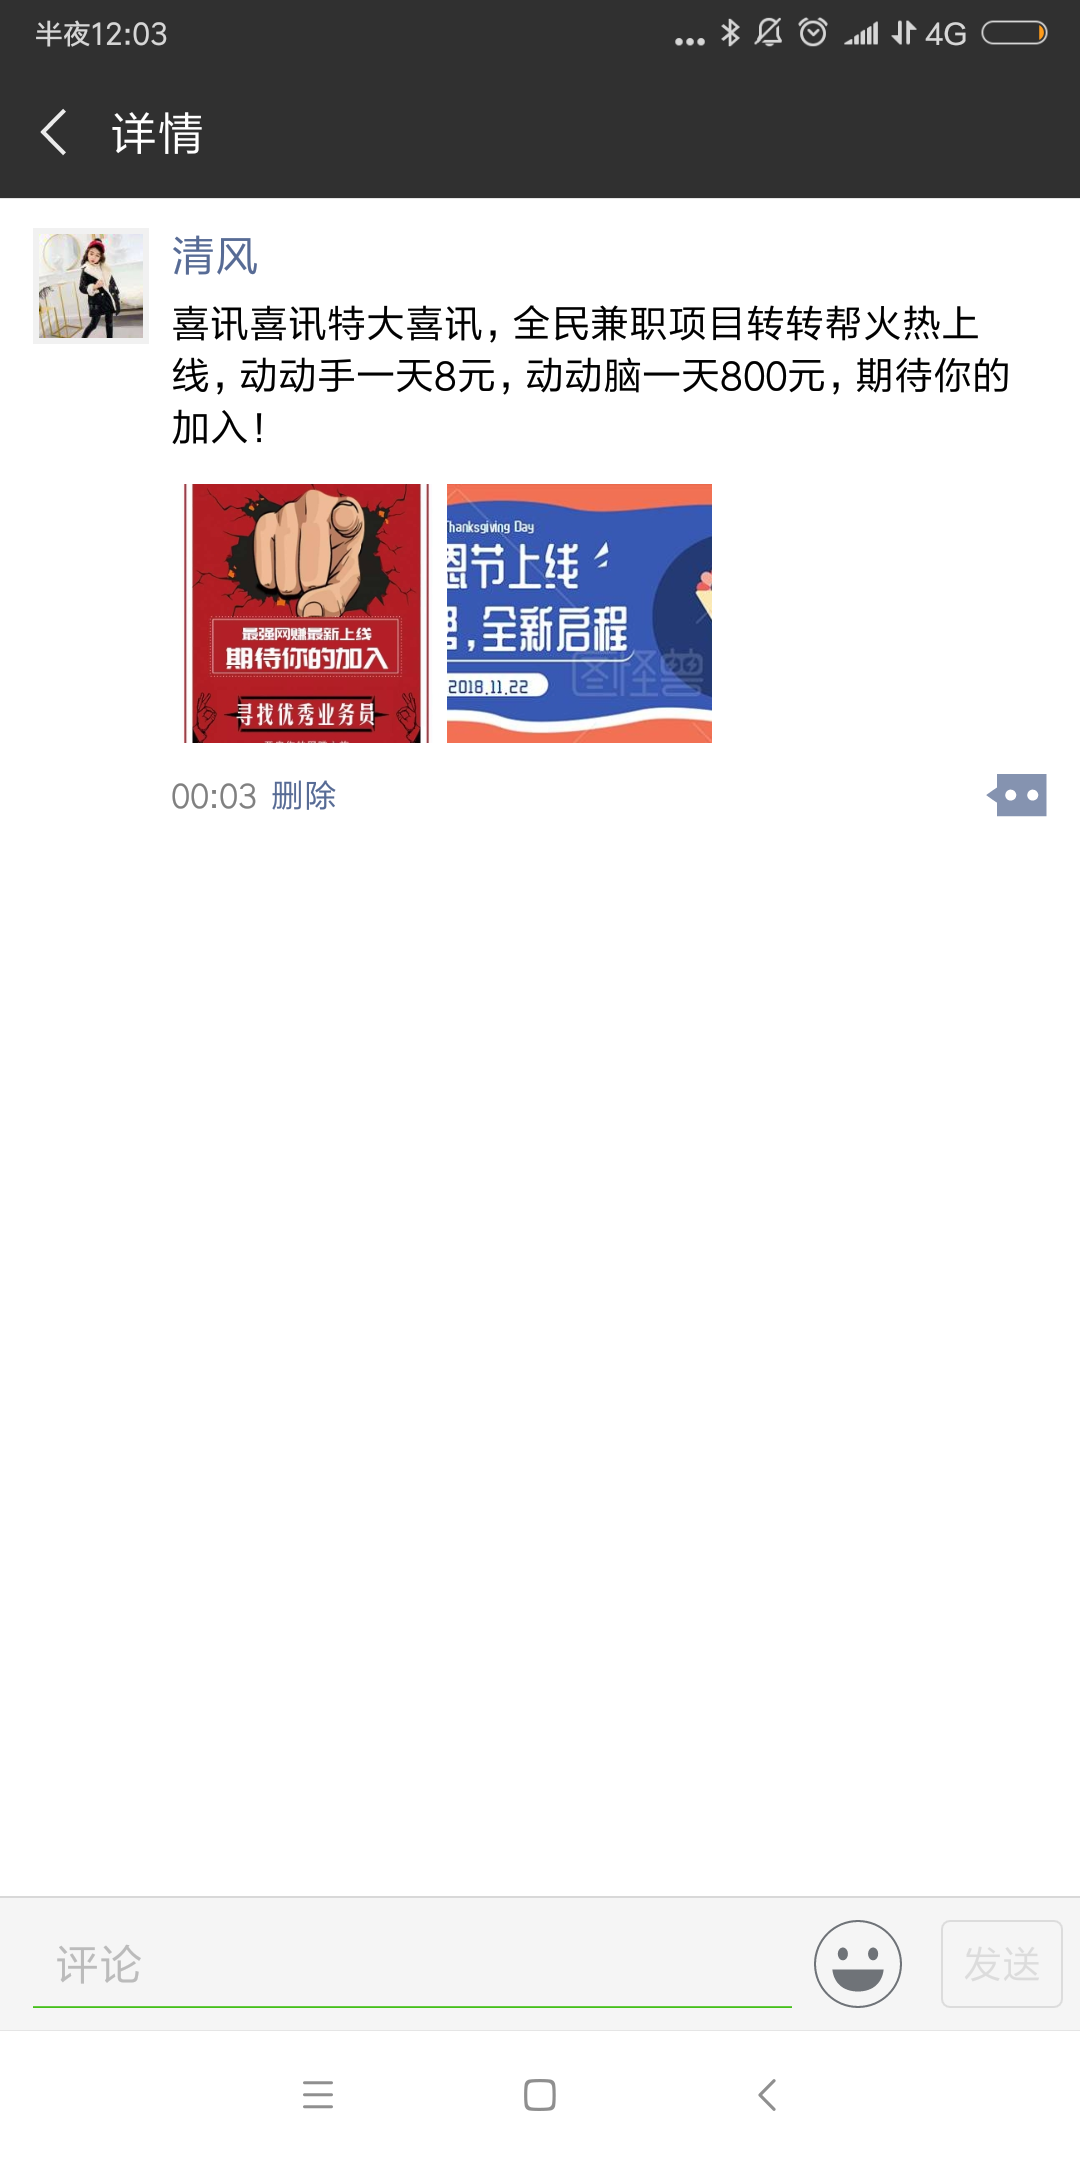 半夜12:03
4G
详情
清风
喜讯喜讯特大喜讯，全民兼职项目转转帮火热上
线，动动手一天8元，动动脑一天800元，期待你的
加入！
最强网赚最新上线
期待你的加入
寻找优秀业务员
Thanksgiving Day
恩节上线
，全新启程
2018.11.22
图怪兽
00:03 删除
评论
发送